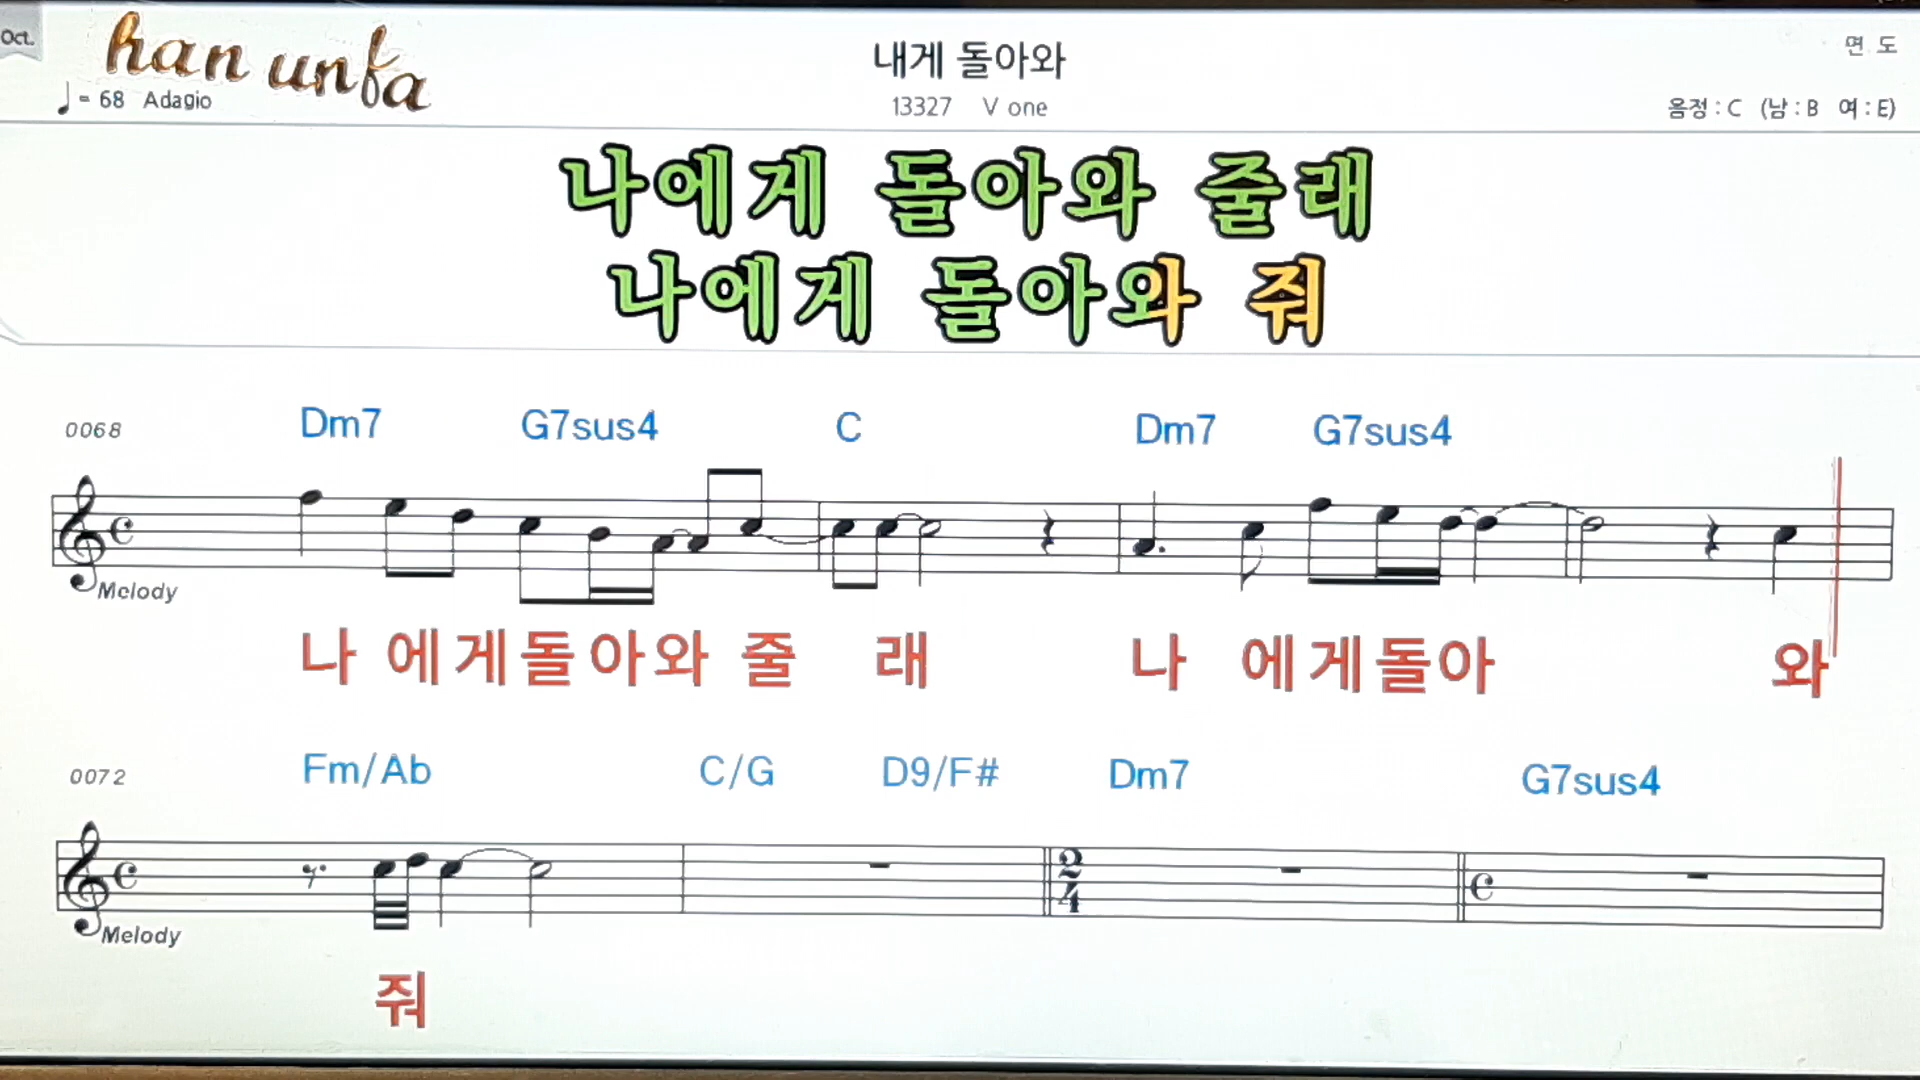 Oct.
han unfa
내게 돌아와
면 도
♩= 68 Adagio
13327 V one
음정 : C (남 : B 여 : E)
나에게 돌아와 줄래
나에게 돌아와 줘
0068 Dm7 G7sus4 C Dm7 G7sus4
Melody
나 에게돌아와 줄 래 나 에게돌아 와
0072 Fm/Ab C/G D9/F# Dm7 G7sus4
2
4
Melody
줘